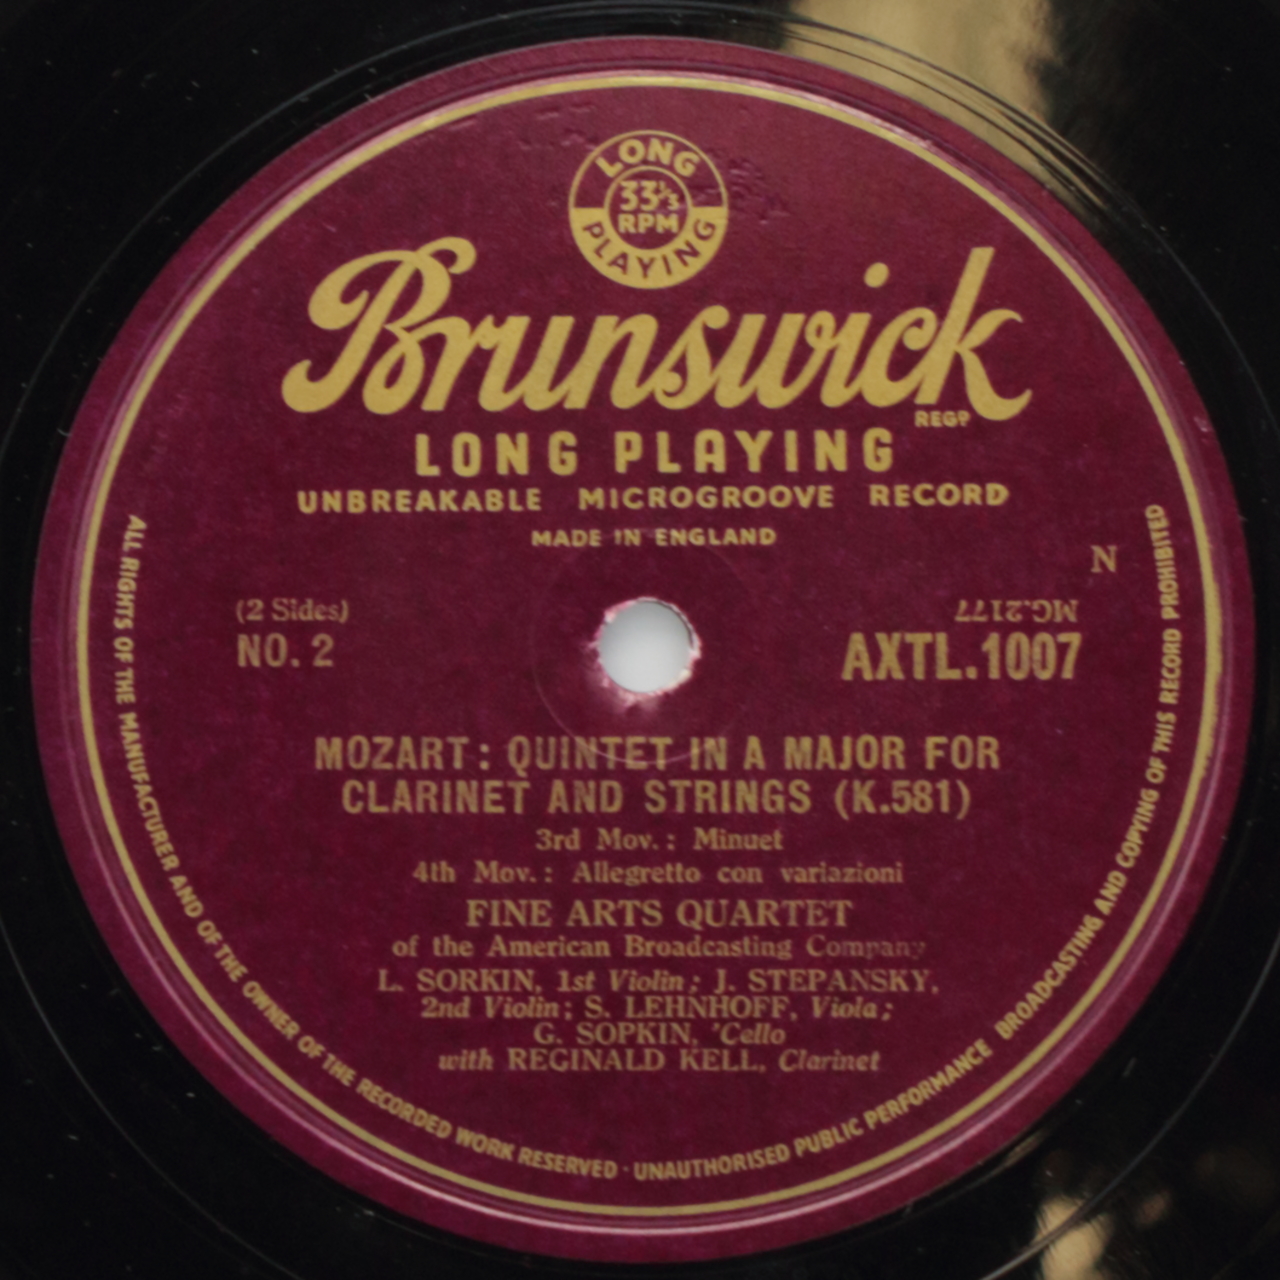 LONG
33⅓
RPM
PLAYING
Brunswick
REGD
LONG PLAYING
UNBREAKABLE MICROGROOVE RECORD
MADE IN ENGLAND
N
(2 Sides)
MG.2177
NO. 2
AXTL.1007
MOZART: QUINTET IN A MAJOR FOR
CLARINET AND STRINGS (K.581)
3rd Mov.: Minuet
4th Mov.: Allegretto con variazioni
FINE ARTS QUARTET
of the American Broadcasting Company
L. SORKIN, 1st Violin; J. STEPANSKY,
2nd Violin; S. LEHNHOFF, Viola;
G. SOPKIN, 'Cello
with REGINALD KELL, Clarinet
ALL RIGHTS OF THE MANUFACTURER AND OF THE OWNER OF THE RECORDED WORK RESERVED · UNAUTHORISED PUBLIC PERFORMANCE BROADCASTING AND COPYING OF THIS RECORD PROHIBITED